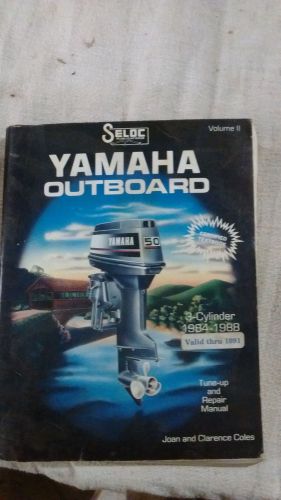 SELOC
Volume II
YAMAHA
OUTBOARD
YAMAHA
50
3-Cylinder
1984-1988
Valid thru 1991
Tune-up
and
Repair
Manual
Joan and Clarence Coles